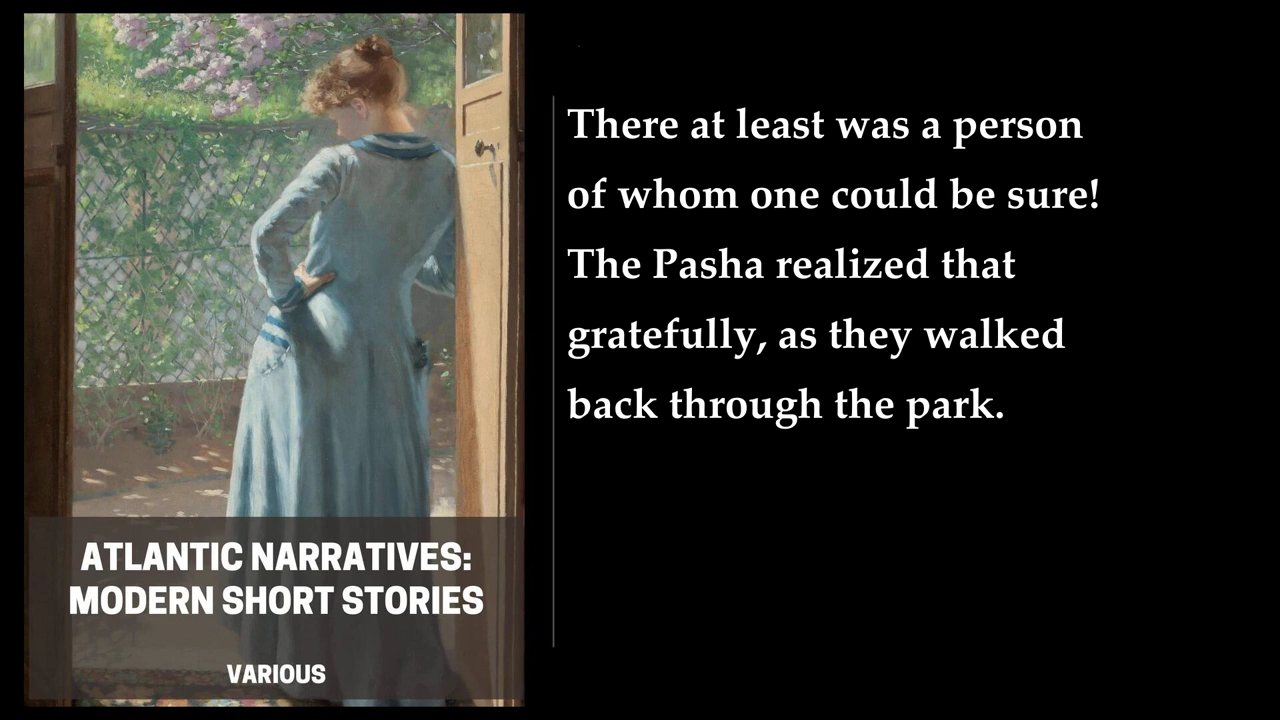 There at least was a person
of whom one could be sure!
The Pasha realized that
gratefully, as they walked
back through the park.
ATLANTIC NARRATIVES:
MODERN SHORT STORIES
VARIOUS